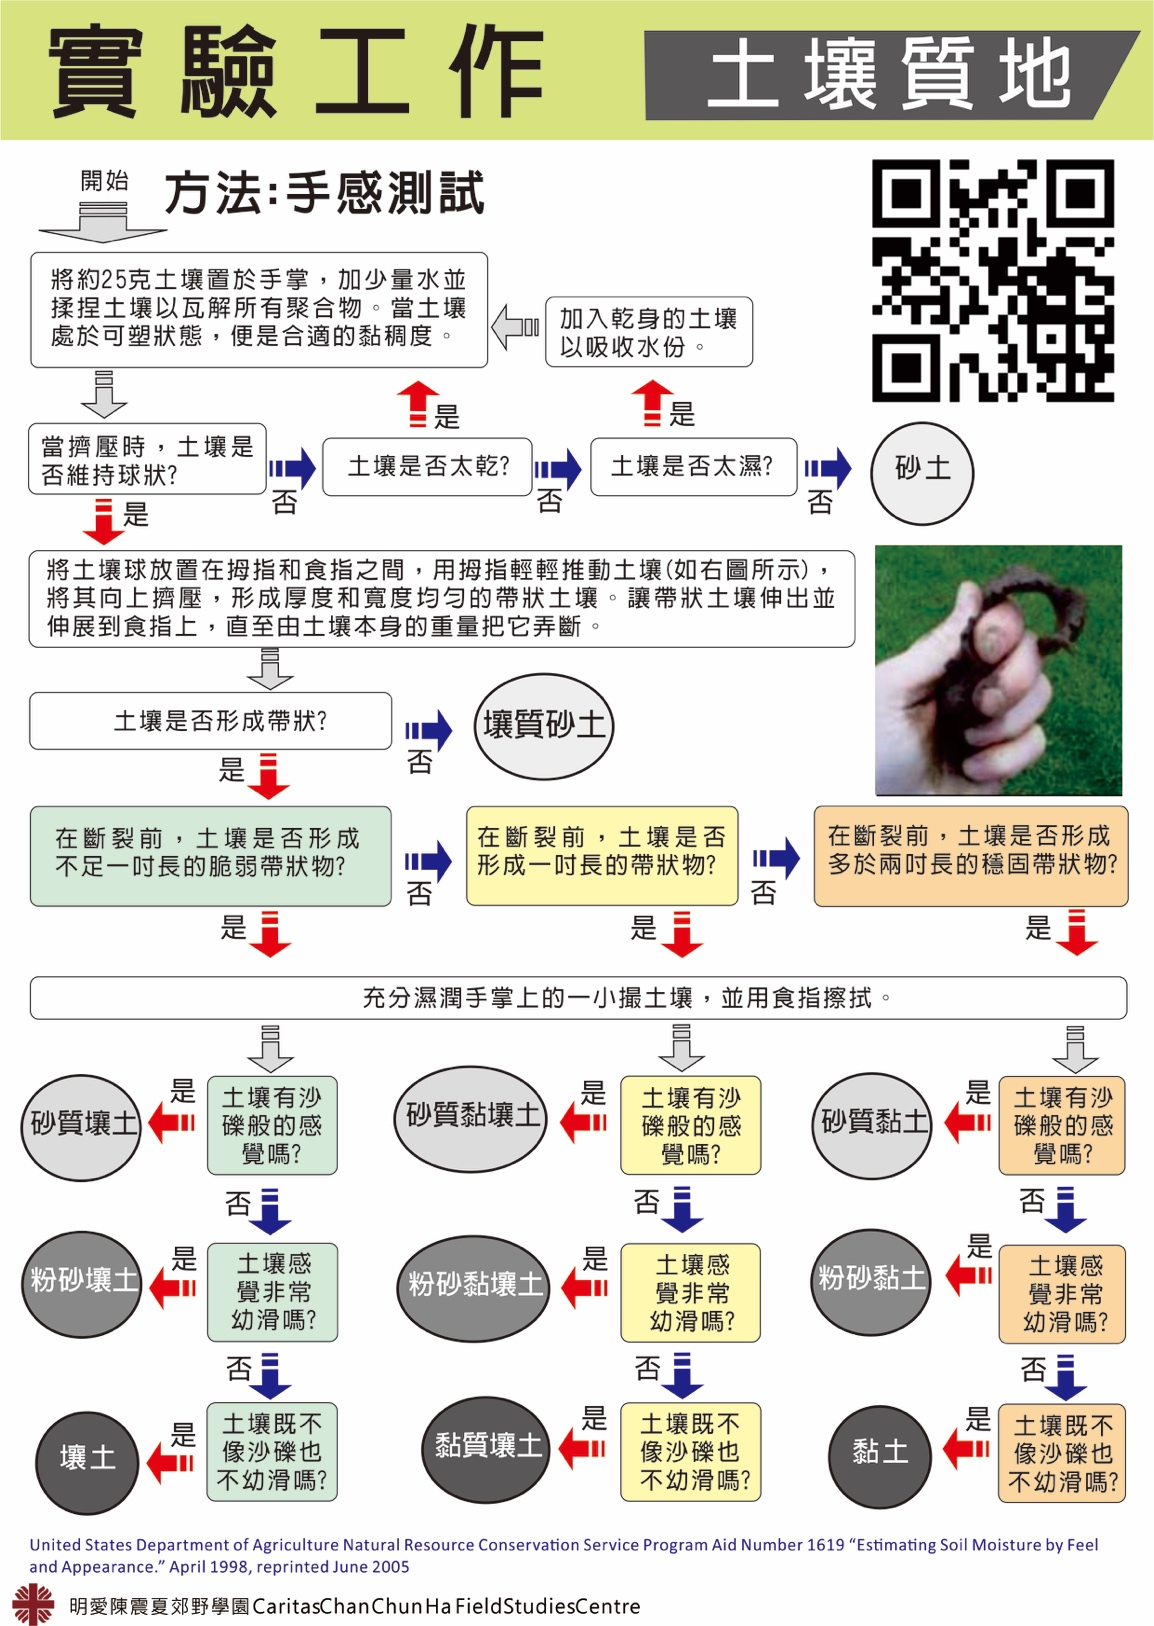 實驗工作
土壤質地
開始
方法:手感測試
將約25克土壤置於手掌，加少量水並
揉捏土壤以瓦解所有聚合物。當土壤
處於可塑狀態，便是合適的黏稠度。
加入乾身的土壤
以吸收水份。
是
是
當擠壓時，土壤是
否維持球狀?
否
土壤是否太乾?
否
土壤是否太濕?
否
砂土
是
將土壤球放置在拇指和食指之間，用拇指輕輕推動土壤(如右圖所示)，
將其向上擠壓，形成厚度和寬度均勻的帶狀土壤。讓帶狀土壤伸出並
伸展到食指上，直至由土壤本身的重量把它弄斷。
土壤是否形成帶狀?
否
壤質砂土
是
在斷裂前，土壤是否形成
不足一吋長的脆弱帶狀物?
否
在斷裂前，土壤是否
形成一吋長的帶狀物?
否
在斷裂前，土壤是否形成
多於兩吋長的穩固帶狀物?
是
是
是
充分濕潤手掌上的一小撮土壤，並用食指擦拭。
砂質壤土
是
土壤有沙
礫般的感
覺嗎?
砂質黏壤土
是
土壤有沙
礫般的感
覺嗎?
砂質黏土
是
土壤有沙
礫般的感
覺嗎?
否
否
否
粉砂壤土
是
土壤感
覺非常
幼滑嗎?
粉砂黏壤土
是
土壤感
覺非常
幼滑嗎?
粉砂黏土
是
土壤感
覺非常
幼滑嗎?
否
否
否
壤土
是
土壤既不
像沙礫也
不幼滑嗎?
黏質壤土
是
土壤既不
像沙礫也
不幼滑嗎?
黏土
是
土壤既不
像沙礫也
不幼滑嗎?
United States Department of Agriculture Natural Resource Conservation Service Program Aid Number 1619 “Estimating Soil Moisture by Feel
and Appearance.” April 1998, reprinted June 2005
明愛陳震夏郊野學園CaritasChanChunHa FieldStudiesCentre